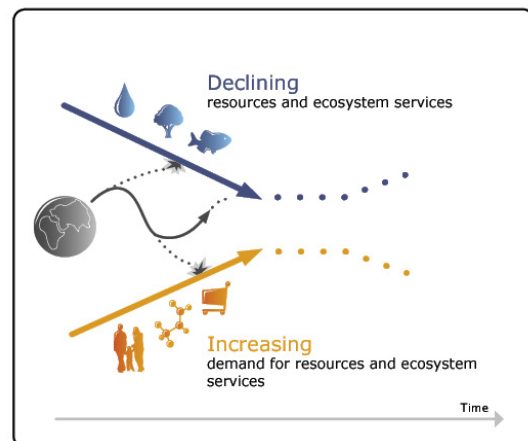 Declining
resources and ecosystem services
Increasing
demand for resources and ecosystem
services
Time